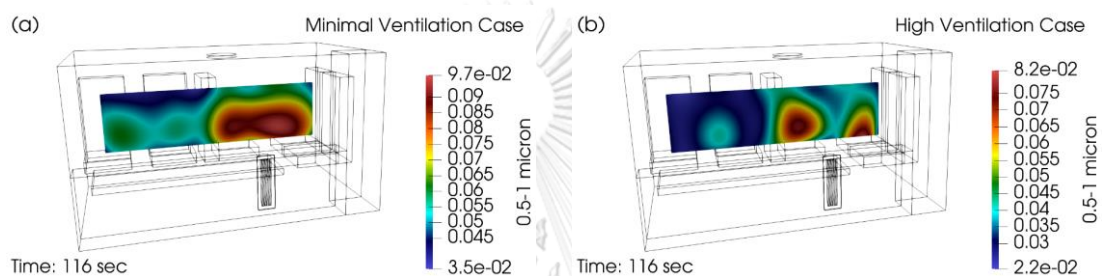 (a)
Minimal Ventilation Case
9.7e-02
0.09
0.085
0.08
0.075
0.07
0.065
0.06
0.055
0.05
0.045
3.5e-02
0.5-1 micron
Time: 116 sec
(b)
High Ventilation Case
8.2e-02
0.075
0.07
0.065
0.06
0.055
0.05
0.045
0.04
0.035
0.03
2.2e-02
0.5-1 micron
Time: 116 sec